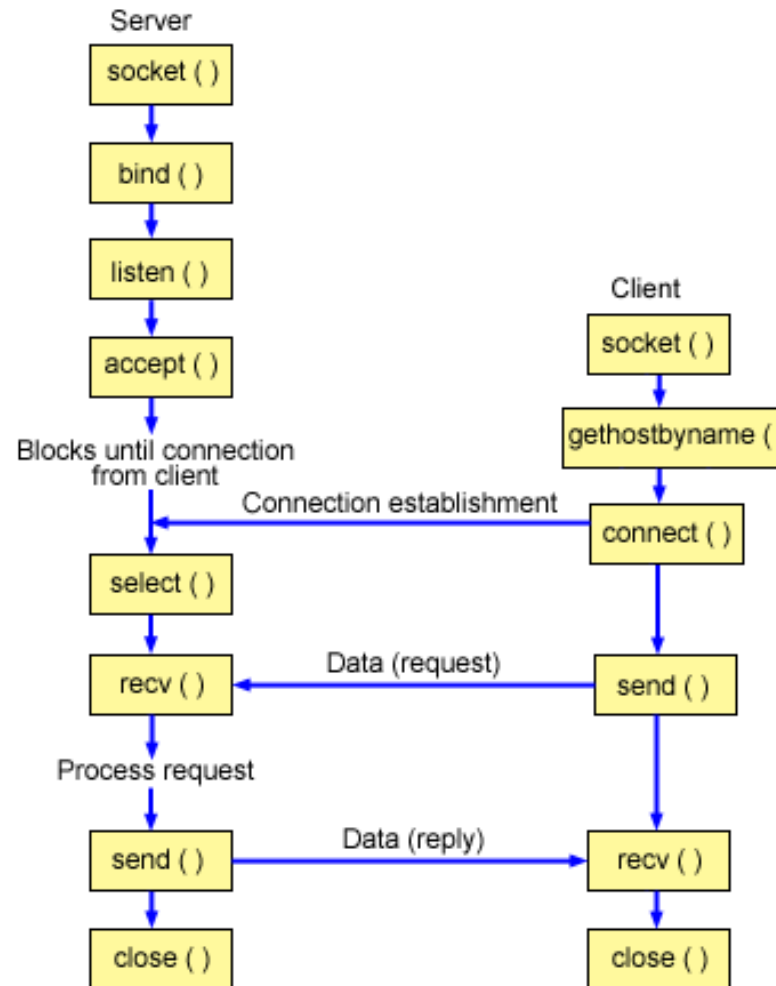 Server
socket ( )
bind ( )
listen ( )
accept ( )
Blocks until connection
from client
Client
socket ( )
gethostbyname (
Connection establishment
connect ( )
select ( )
recv ( )
Data (request)
send ( )
Process request
send ( )
Data (reply)
recv ( )
close ( )
close ( )